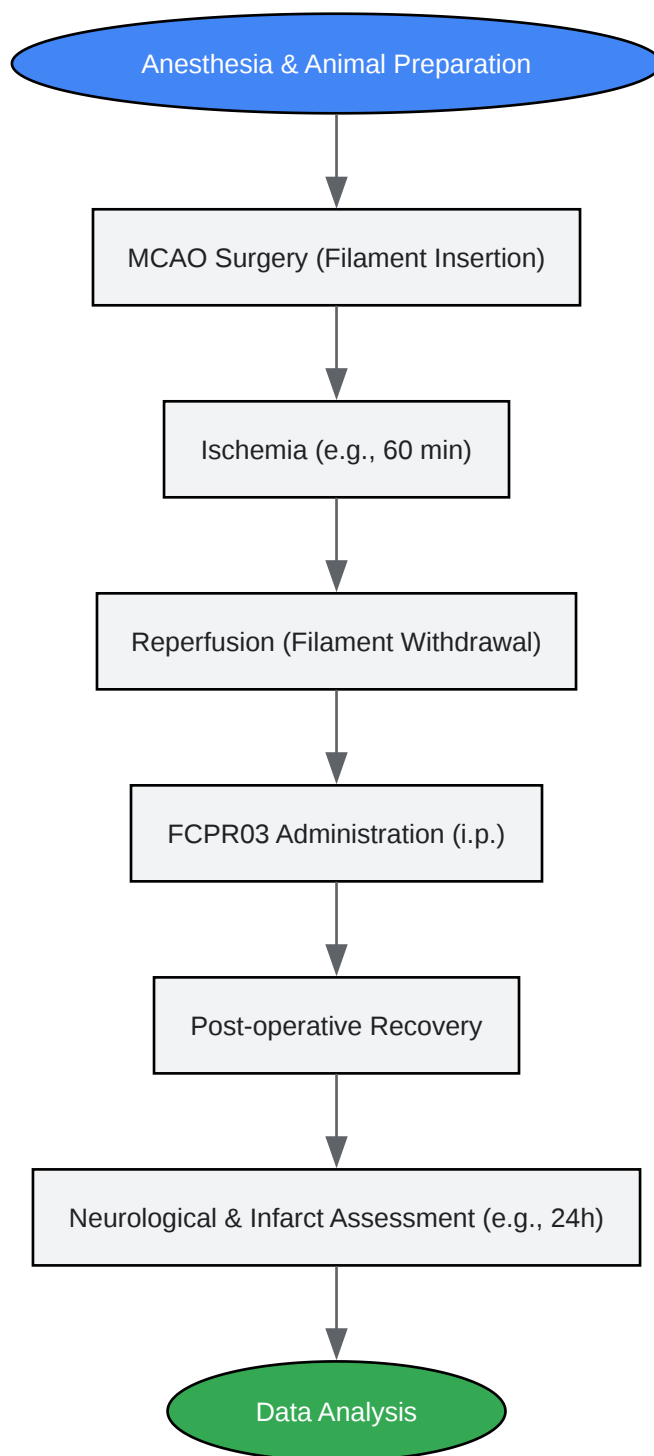 Anesthesia & Animal Preparation
MCAO Surgery (Filament Insertion)
Ischemia (e.g., 60 min)
Reperfusion (Filament Withdrawal)
FCPR03 Administration (i.p.)
Post-operative Recovery
Neurological & Infarct Assessment (e.g., 24h)
Data Analysis